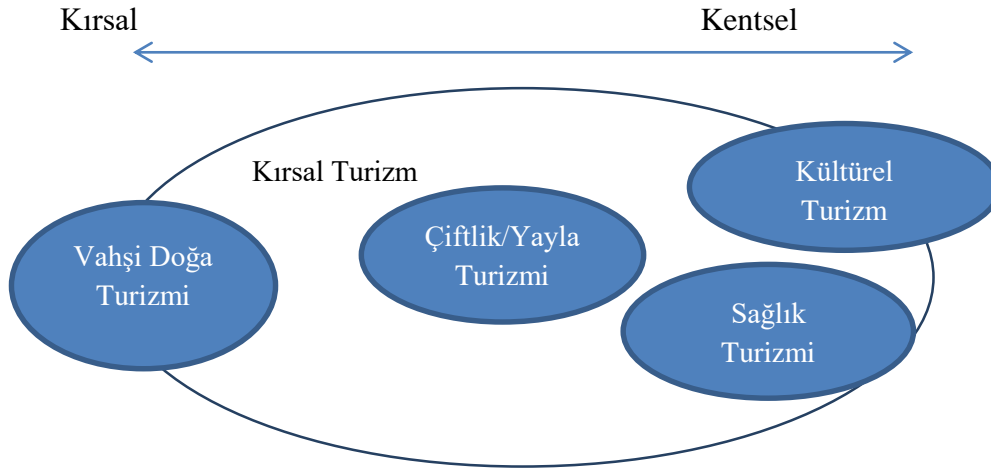 Kırsal
Kentsel
Kırsal Turizm
Kültürel
Turizm
Çiftlik/Yayla
Turizmi
Vahşi Doğa
Turizmi
Sağlık
Turizmi